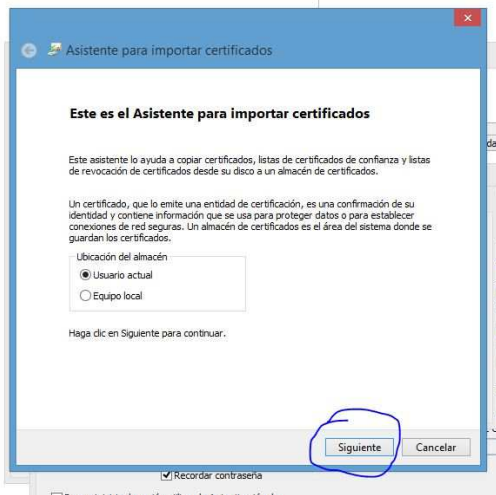 Asistente para importar certificados
Este es el Asistente para importar certificados
Este asistente lo ayuda a copiar certificados, listas de certificados de confianza y listas
de revocación de certificados desde su disco a un almacén de certificados.
Un certificado, que lo emite una entidad de certificación, es una confirmación de su
identidad y contiene información que se usa para proteger datos o para establecer
conexiones de red seguras. Un almacén de certificados es el área del sistema donde se
guardan los certificados.
Ubicación del almacén
Usuario actual
Equipo local
Haga clic en Siguiente para continuar.
Siguiente
Cancelar
Recordar contraseña